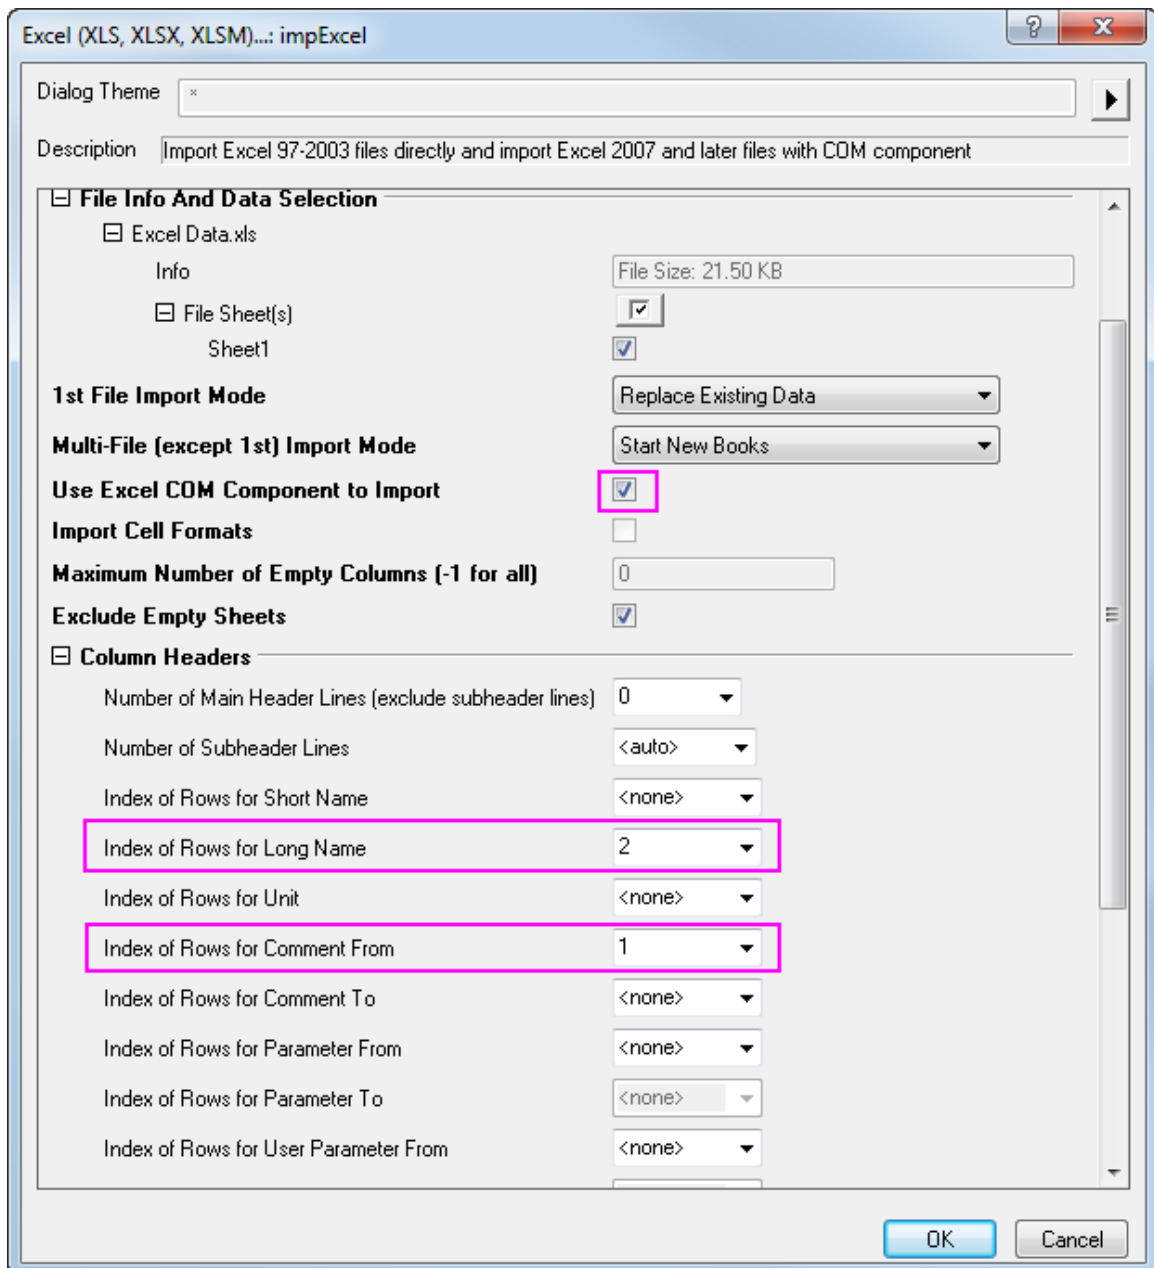 Excel (XLS, XLSX, XLSM)...: impExcel
Dialog Theme *
Description Import Excel 97-2003 files directly and import Excel 2007 and later files with COM component
File Info And Data Selection
Excel Data.xls
Info File Size: 21.50 KB
File Sheet(s)
Sheet1
1st File Import Mode Replace Existing Data
Multi-File (except 1st) Import Mode Start New Books
Use Excel COM Component to Import
Import Cell Formats
Maximum Number of Empty Columns (-1 for all) 0
Exclude Empty Sheets
Column Headers
Number of Main Header Lines (exclude subheader lines) 0
Number of Subheader Lines <auto>
Index of Rows for Short Name <none>
Index of Rows for Long Name 2
Index of Rows for Unit <none>
Index of Rows for Comment From 1
Index of Rows for Comment To <none>
Index of Rows for Parameter From <none>
Index of Rows for Parameter To <none>
Index of Rows for User Parameter From <none>
OK Cancel